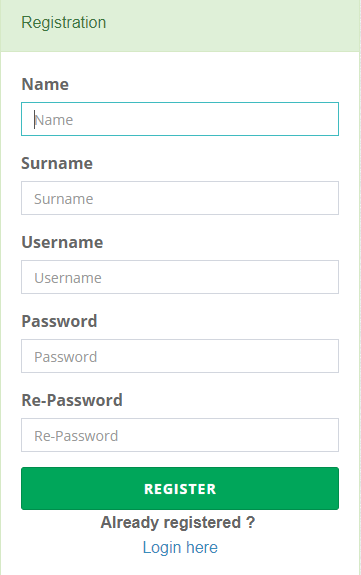 Registration
Name
Name
Surname
Surname
Username
Username
Password
Password
Re-Password
Re-Password
REGISTER
Already registered ?
Login here